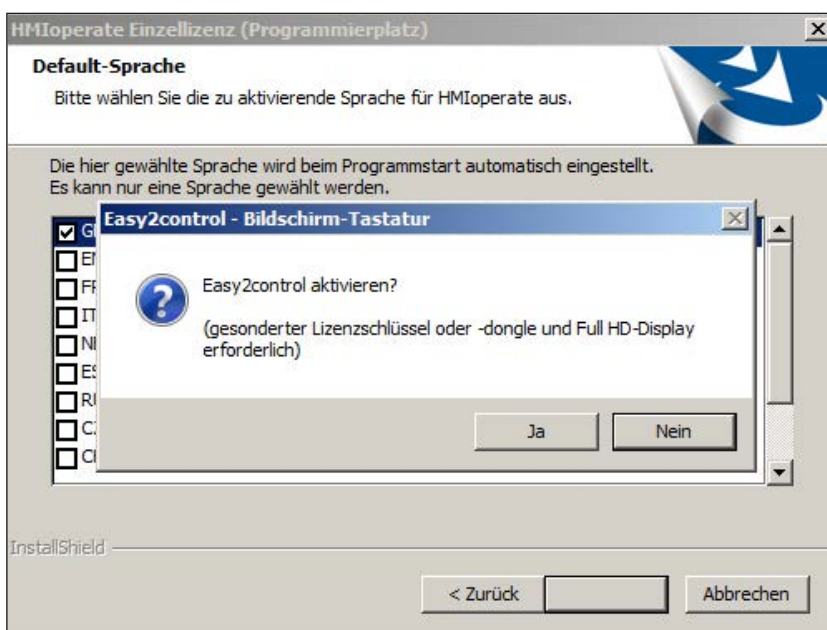 HMIoperate Einzellizenz (Programmierplatz)
Default-Sprache
Bitte wählen Sie die zu aktivierende Sprache für HMIoperate aus.
Die hier gewählte Sprache wird beim Programmstart automatisch eingestellt.
Es kann nur eine Sprache gewählt werden.
Easy2control - Bildschirm-Tastatur
Easy2control aktivieren?
(gesonderter Lizenzschlüssel oder -dongle und Full HD-Display
erforderlich)
Ja
Nein
InstallShield
< Zurück
Abbrechen